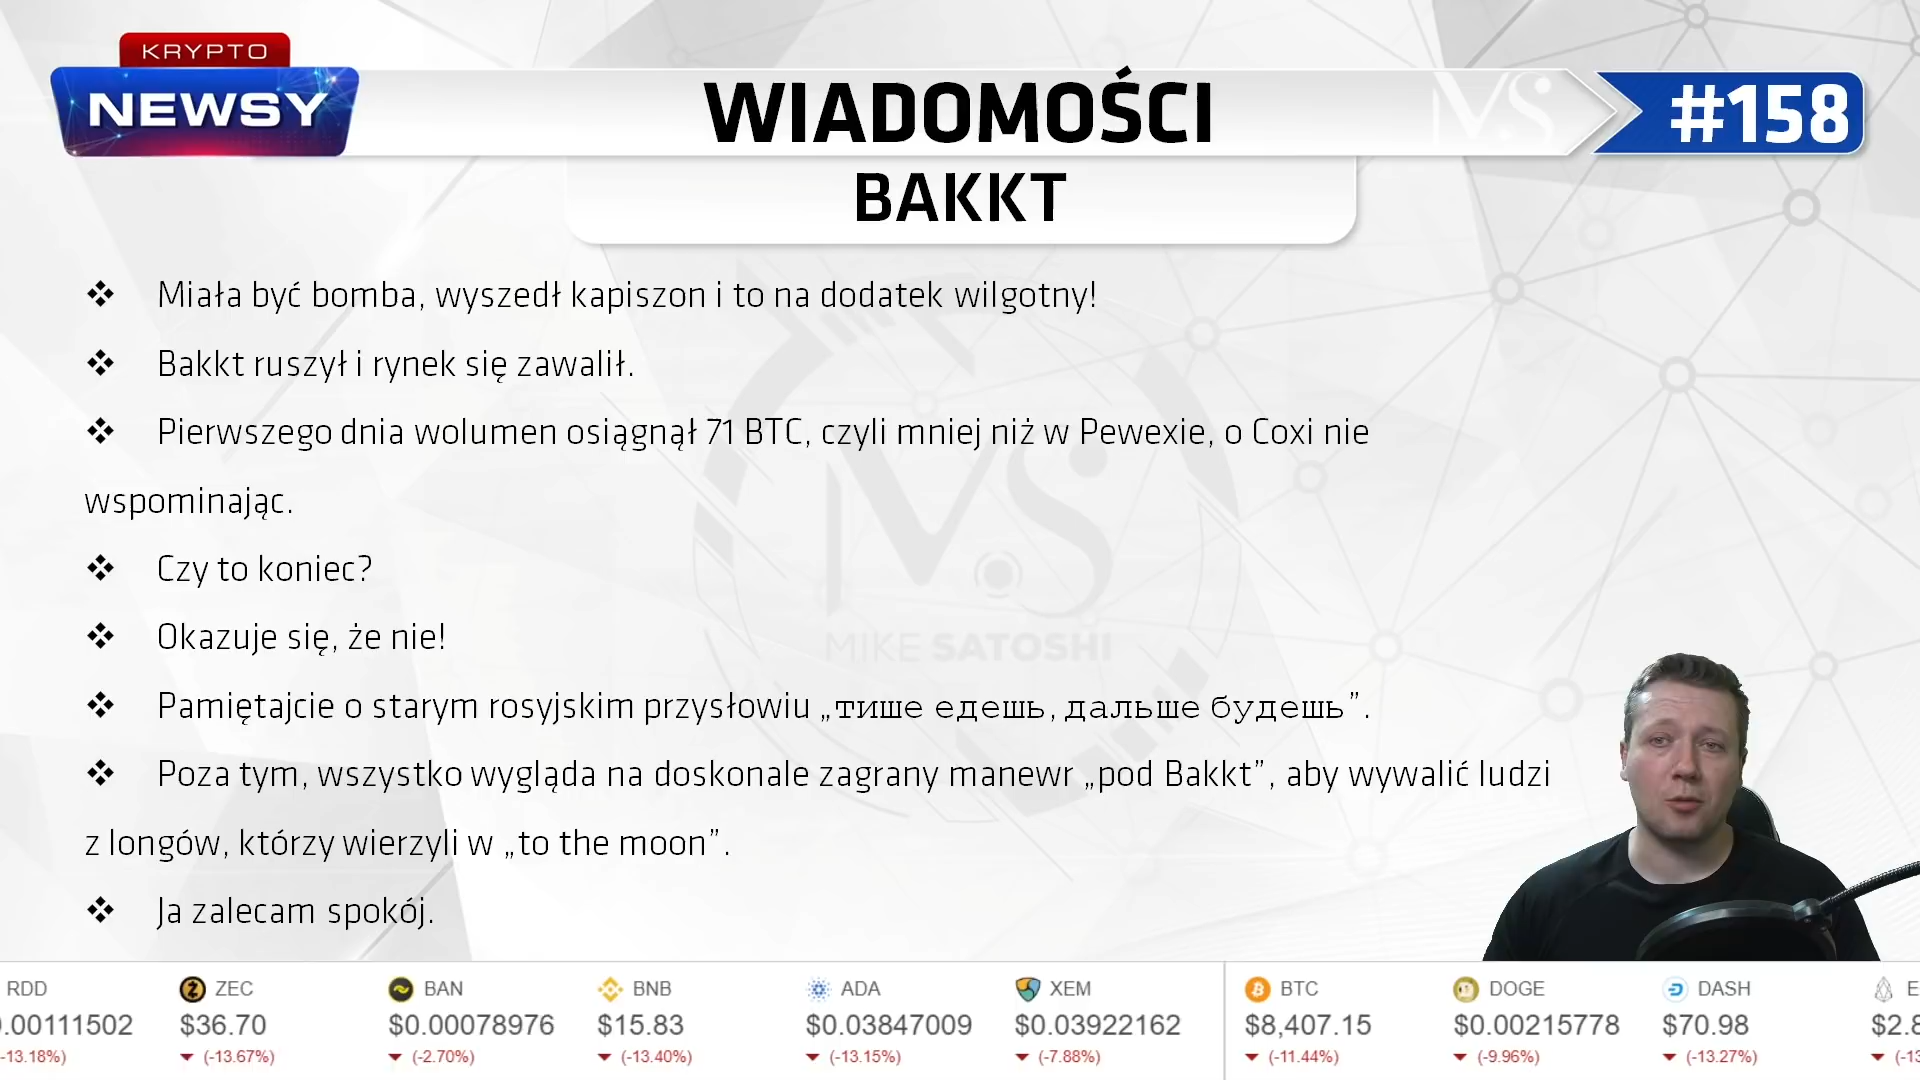 KRYPTO
NEWSY
WIADOMOŚCI
#158
BAKKT
❖ Miała być bomba, wyszedł kapiszon i to na dodatek wilgotny!
❖ Bakkt ruszył i rynek się zawalił.
❖ Pierwszego dnia wolumen osiągnął 71 BTC, czyli mniej niż w Pewexie, o Coxi nie
wspominając.
❖ Czy to koniec?
❖ Okazuje się, że nie!
❖ Pamiętajcie o starym rosyjskim przysłowiu „тише едешь, дальше будешь”.
❖ Poza tym, wszystko wygląda na doskonale zagrany manewr „pod Bakkt”, aby wywalić ludzi
z longów, którzy wierzyli w „to the moon”.
❖ Ja zalecam spokój.
MIKE SATOSHI
RDD ZEC BAN BNB ADA XEM BTC DOGE DASH
.00111502 $36.70 $0.00078976 $15.83 $0.03847009 $0.03922162 $8,407.15 $0.00215778 $70.98 $2.8
-13.18%) (-13.67%) (-2.70%) (-13.40%) (-13.15%) (-7.88%) (-11.44%) (-9.96%) (-13.27%) (-13